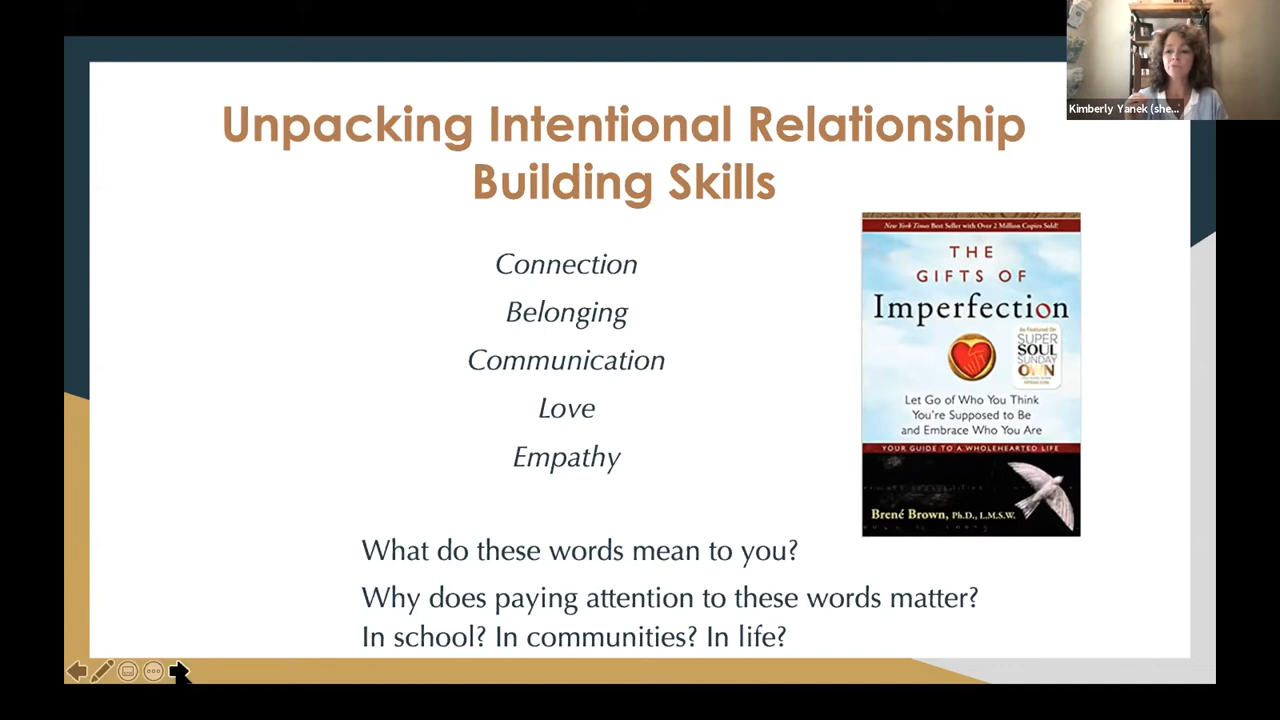 Kimberly Yanek (she...
Unpacking Intentional Relationship
Building Skills
Connection
Belonging
Communication
Love
Empathy
New York Times Best Seller with Over 2 Million Copies Sold!
THE
GIFTS OF
Imperfection
As Featured On
SUPER
SOUL
SUNDAY
OWN
Let Go of Who You Think
You're Supposed to Be
and Embrace Who You Are
YOUR GUIDE TO A WHOLEHEARTED LIFE
Brené Brown, Ph.D., L.M.S.W.
What do these words mean to you?
Why does paying attention to these words matter?
In school? In communities? In life?